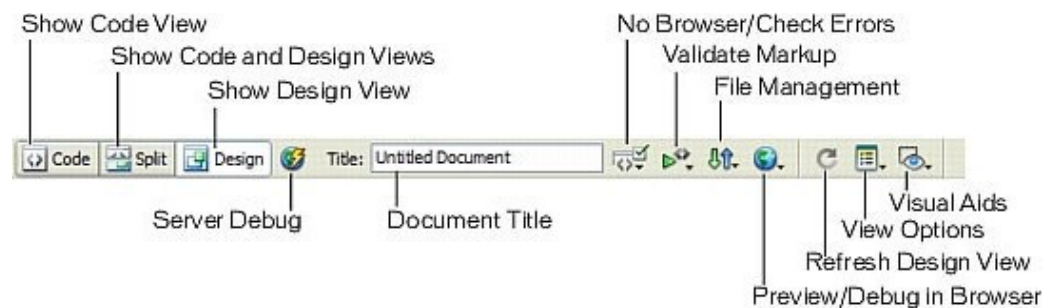 Show Code View
No Browser/Check Errors
Show Code and Design Views
Validate Markup
Show Design View
File Management
Code Split Design Title: Untitled Document
Server Debug
Document Title
Visual Aids
View Options
Refresh Design View
Preview/Debug in Browser